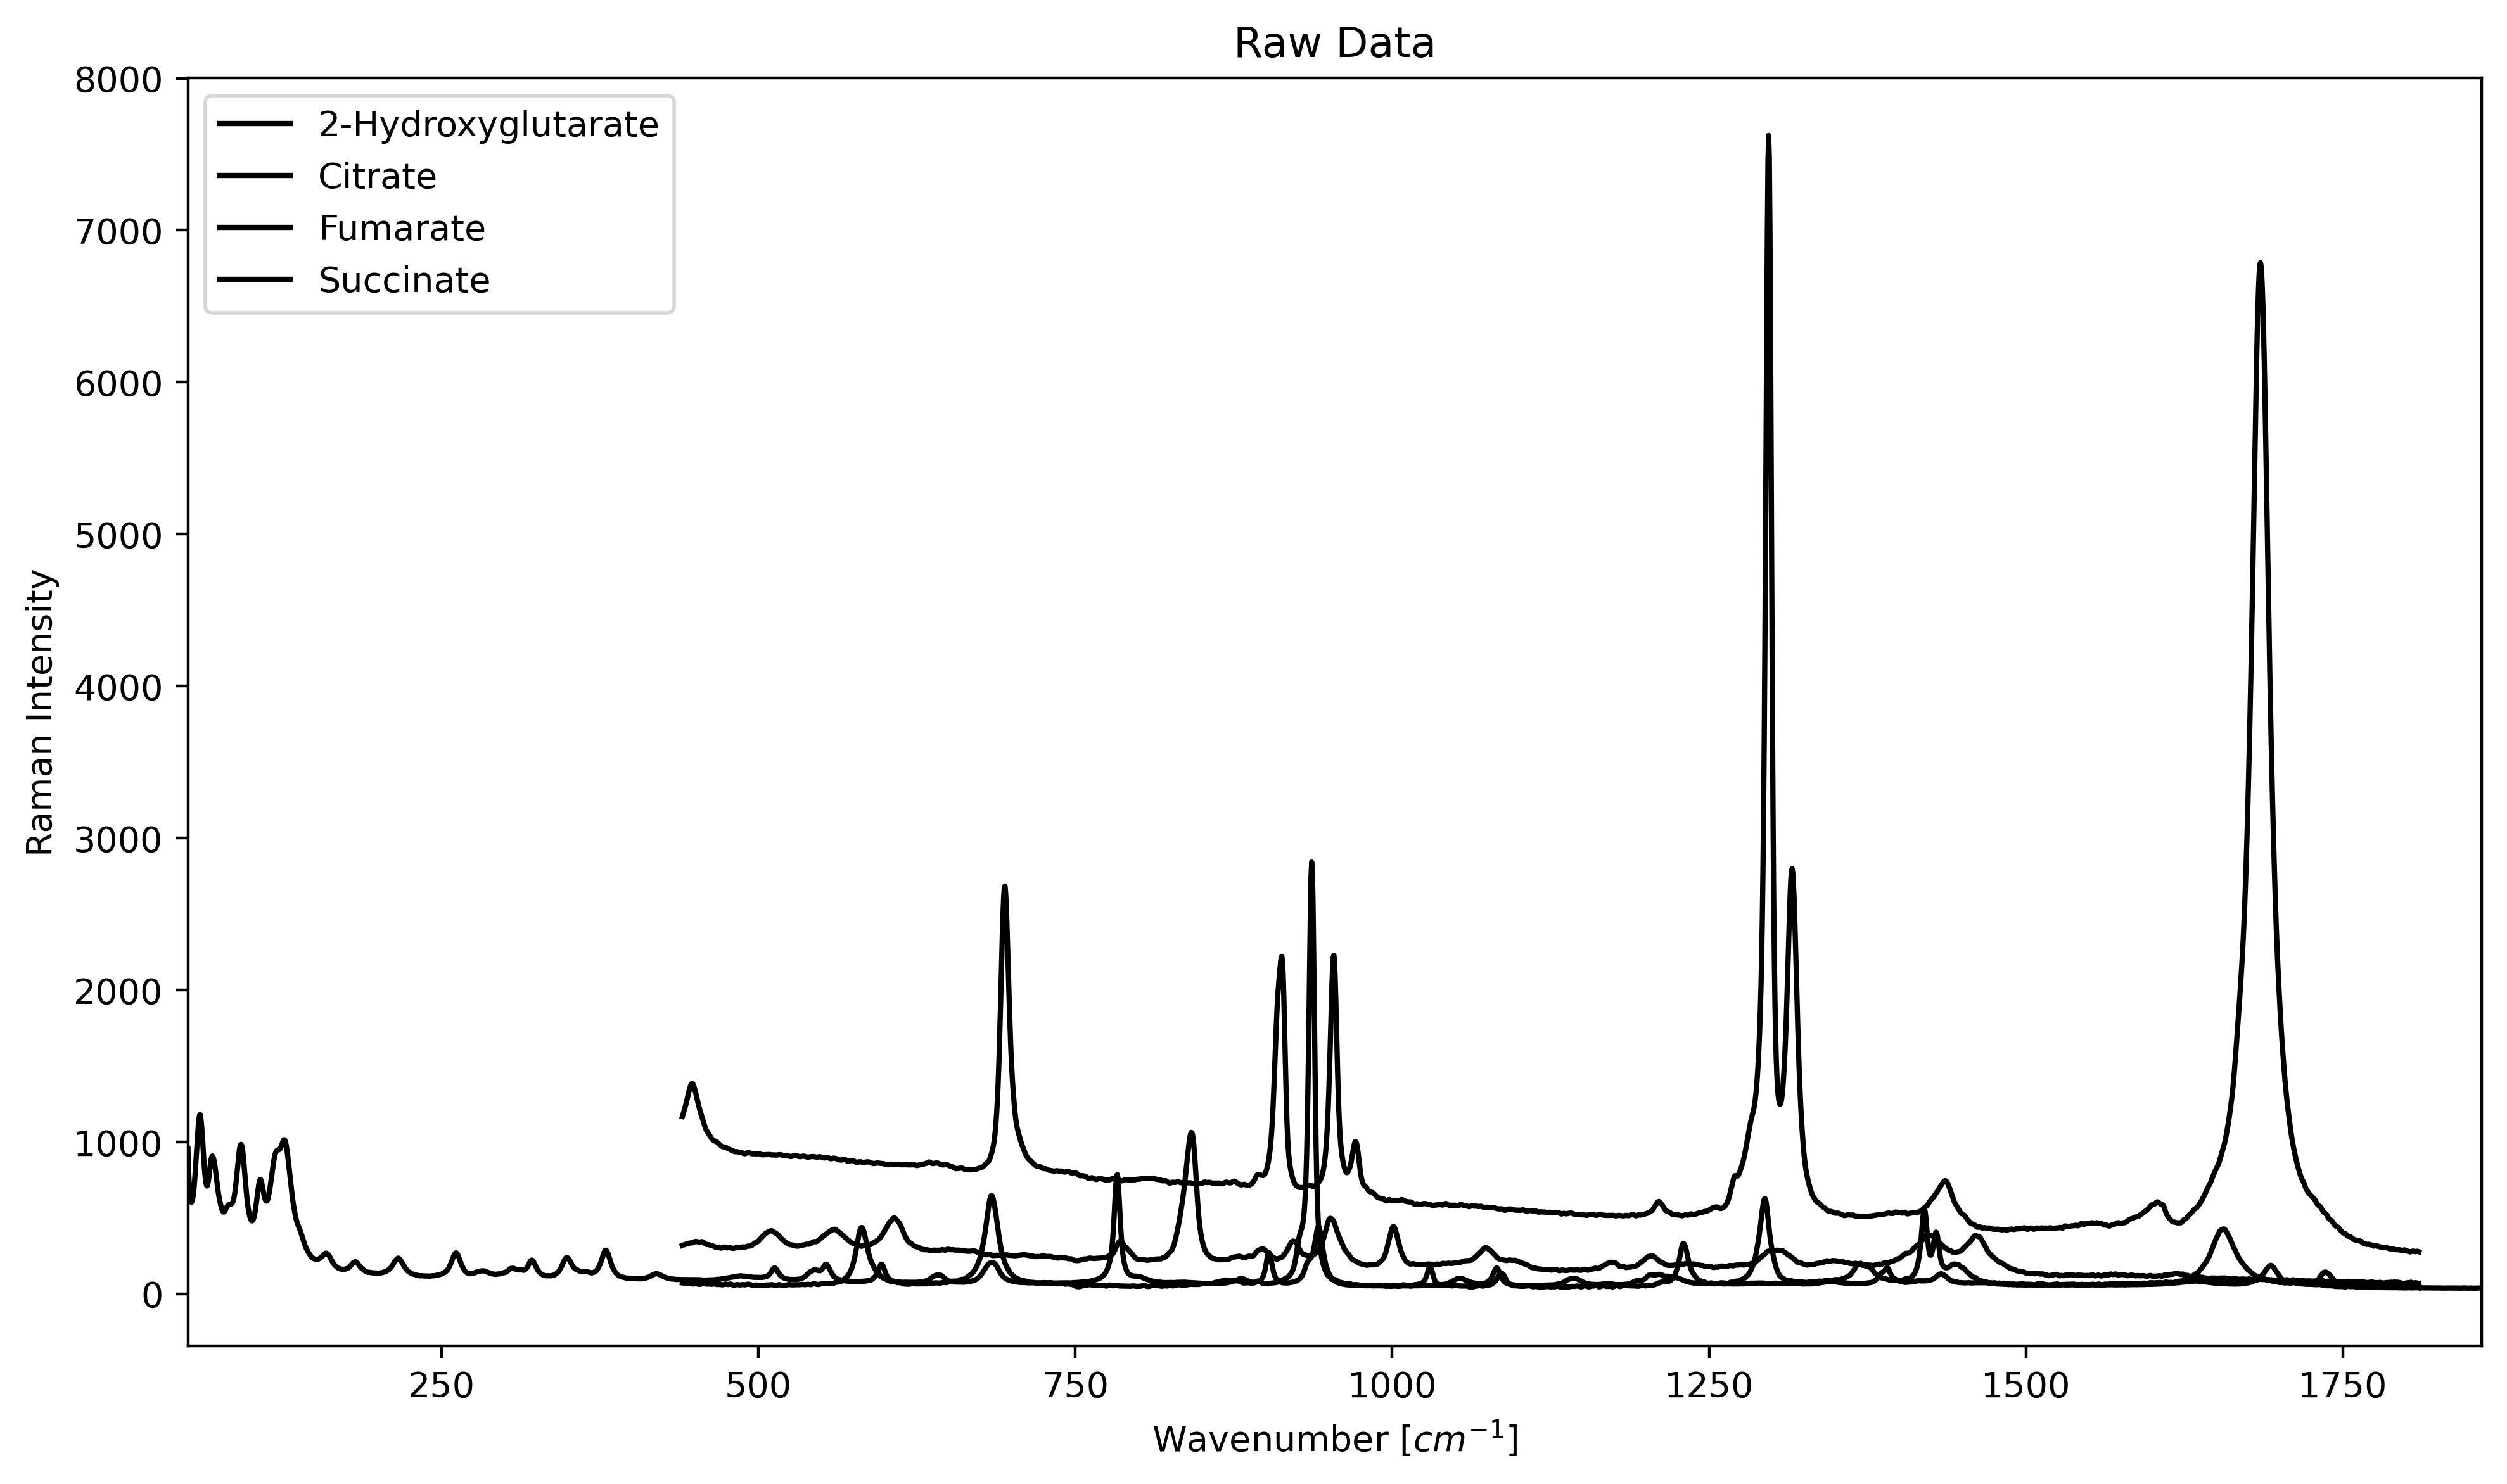 Raw Data
8000
7000
6000
5000
4000
3000
2000
1000
0
Raman Intensity
2-Hydroxyglutarate
Citrate
Fumarate
Succinate
250 500 750 1000 1250 1500 1750
Wavenumber [cm⁻¹]